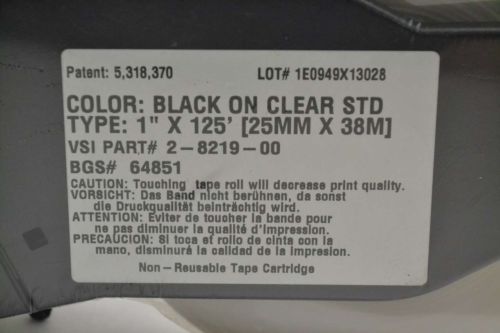 Patent: 5,318,370 LOT# 1E0949X13028
COLOR: BLACK ON CLEAR STD
TYPE: 1" X 125' [25MM X 38M]
VSI PART# 2-8219-00
BGS# 64851
CAUTION: Touching tape roll will decrease print quality.
VORSICHT: Das Band nicht berühnen, da sonst
die Druckqualität beinträchtig wird.
ATTENTION: Eviter de toucher la bande pour
ne pas diminuer la qualité d'impression.
PRECAUCION: Si toca et rollo de cinta con la
mano, disminurá la calidad de la impresion.
Non-Reusable Tape Cartridge